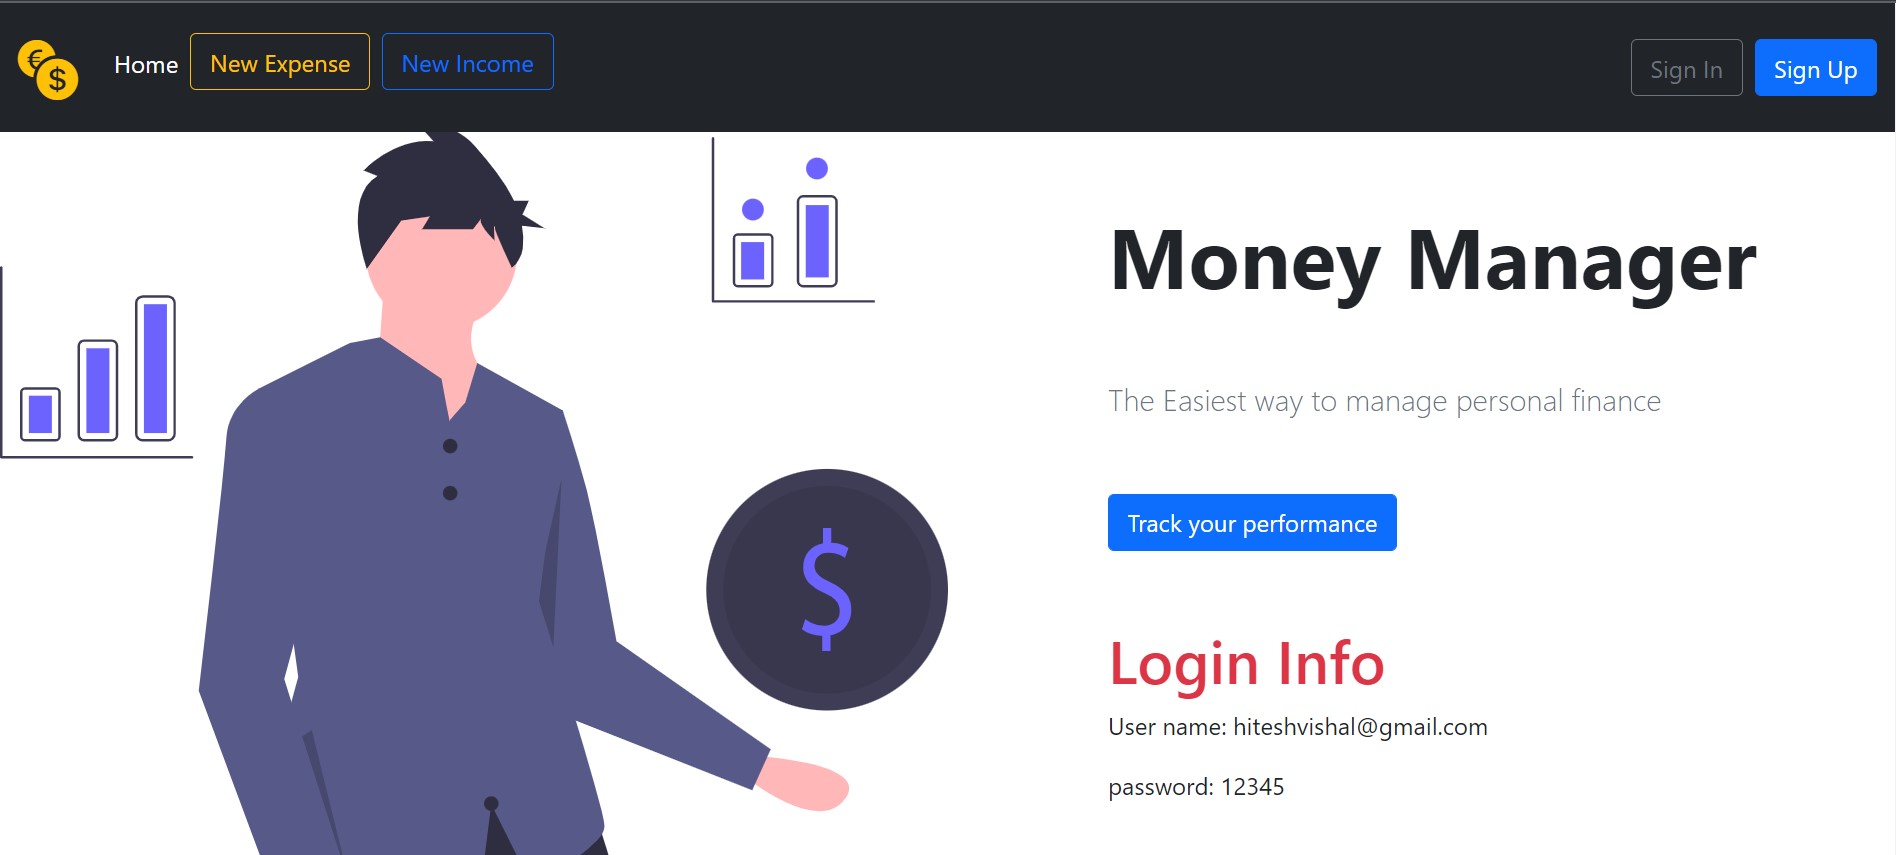 €
$
Home New Expense New Income Sign In Sign Up
Money Manager
The Easiest way to manage personal finance
$
Track your performance
Login Info
User name: hiteshvishal@gmail.com
password: 12345